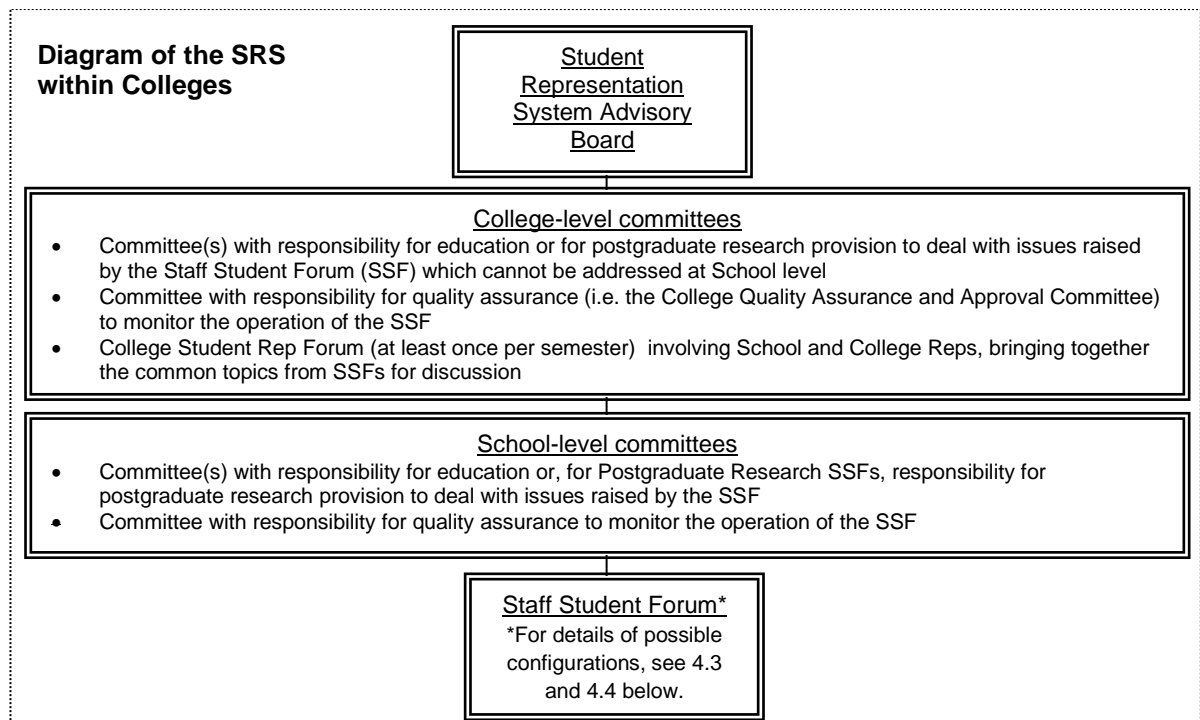 Diagram of the SRS
within Colleges
Student
Representation
System Advisory
Board
College-level committees
• Committee(s) with responsibility for education or for postgraduate research provision to deal with issues raised
by the Staff Student Forum (SSF) which cannot be addressed at School level
• Committee with responsibility for quality assurance (i.e. the College Quality Assurance and Approval Committee)
to monitor the operation of the SSF
• College Student Rep Forum (at least once per semester) involving School and College Reps, bringing together
the common topics from SSFs for discussion
School-level committees
• Committee(s) with responsibility for education or, for Postgraduate Research SSFs, responsibility for
postgraduate research provision to deal with issues raised by the SSF
• Committee with responsibility for quality assurance to monitor the operation of the SSF
Staff Student Forum*
*For details of possible
configurations, see 4.3
and 4.4 below.